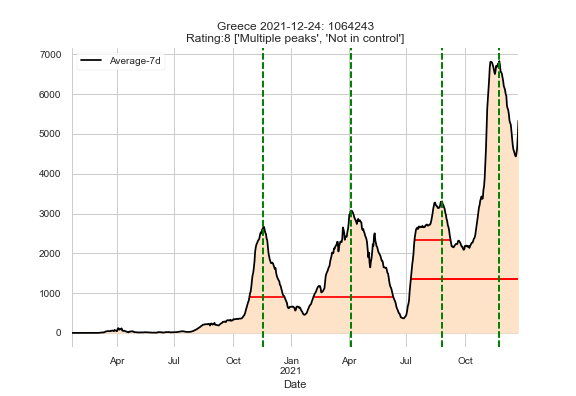 Greece 2021-12-24: 1064243
Rating:8 ['Multiple peaks', 'Not in control']
Average-7d
7000
6000
5000
4000
3000
2000
1000
0
Apr Jul Oct Jan Apr Jul Oct
2021
Date